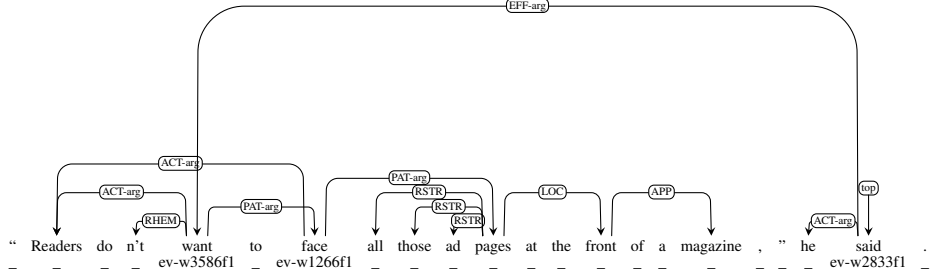 EFF-arg
ACT-arg
PAT-arg
ACT-arg RSTR LOC APP top
PAT-arg RSTR
RHEM RSTR ACT-arg
“ Readers do n't want to face all those ad pages at the front of a magazine , ” he said .
_ _ _ _ ev-w3586f1 _ ev-w1266f1 _ _ _ _ _ _ _ _ _ _ _ _ _ ev-w2833f1 _